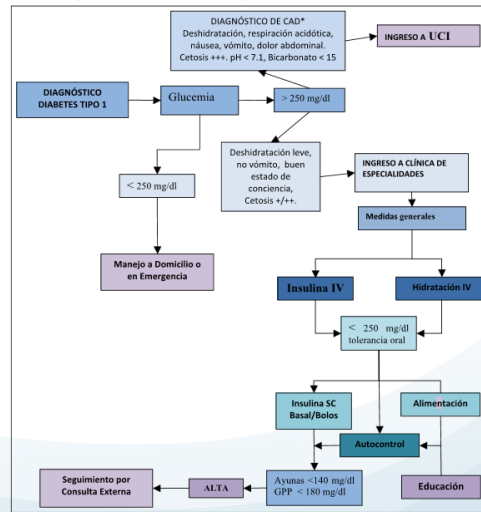 DIAGNÓSTICO DE CAD*
Deshidratación, respiración acidótica,
náusea, vómito, dolor abdominal.
Cetosis +++. pH < 7.1, Bicarbonato < 15
INGRESO A UCI
DIAGNÓSTICO
DIABETES TIPO 1
Glucemia
> 250 mg/dl
Deshidratación leve,
no vómito, buen
estado de
conciencia,
Cetosis +/++.
INGRESO A CLÍNICA DE
ESPECIALIDADES
< 250 mg/dl
Medidas generales
Manejo a Domicilio o
en Emergencia
Insulina IV
Hidratación IV
< 250 mg/dl
tolerancia oral
Insulina SC
Basal/Bolos
Alimentación
Autocontrol
Seguimiento por
Consulta Externa
ALTA
Ayunas <140 mg/dl
GPP < 180 mg/dl
Educación